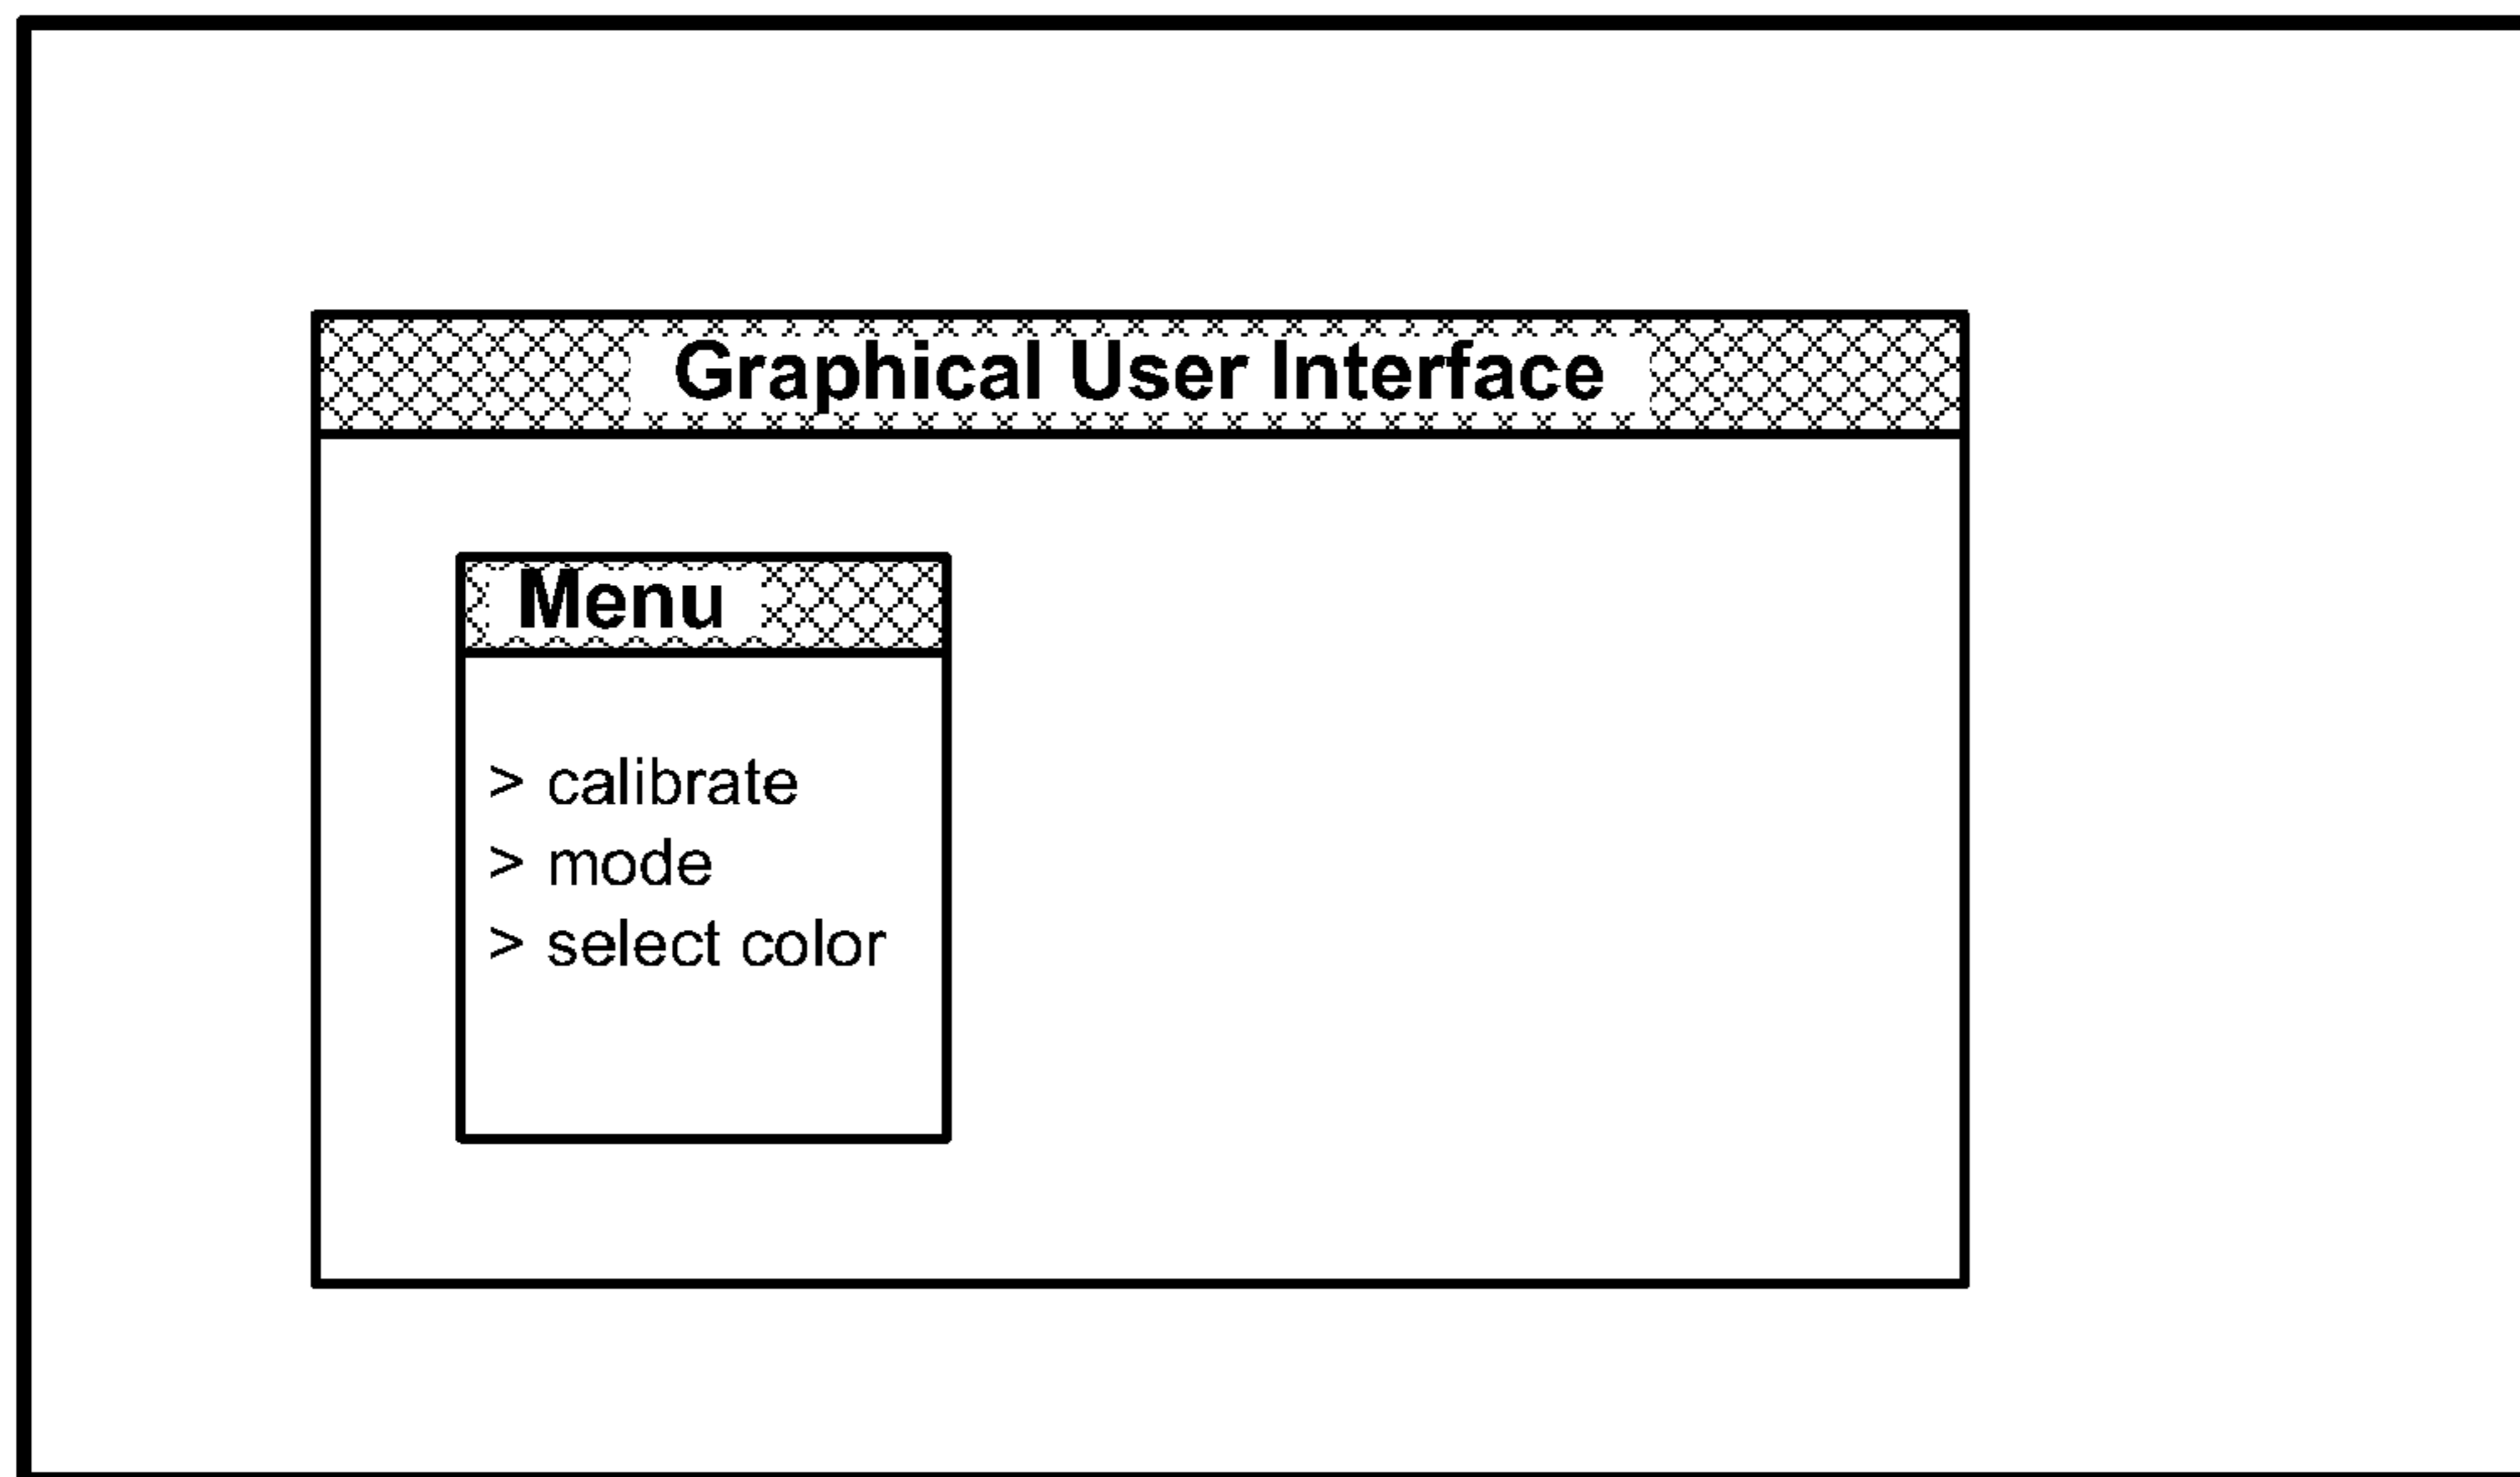 Graphical User Interface
Menu
> calibrate
> mode
> select color